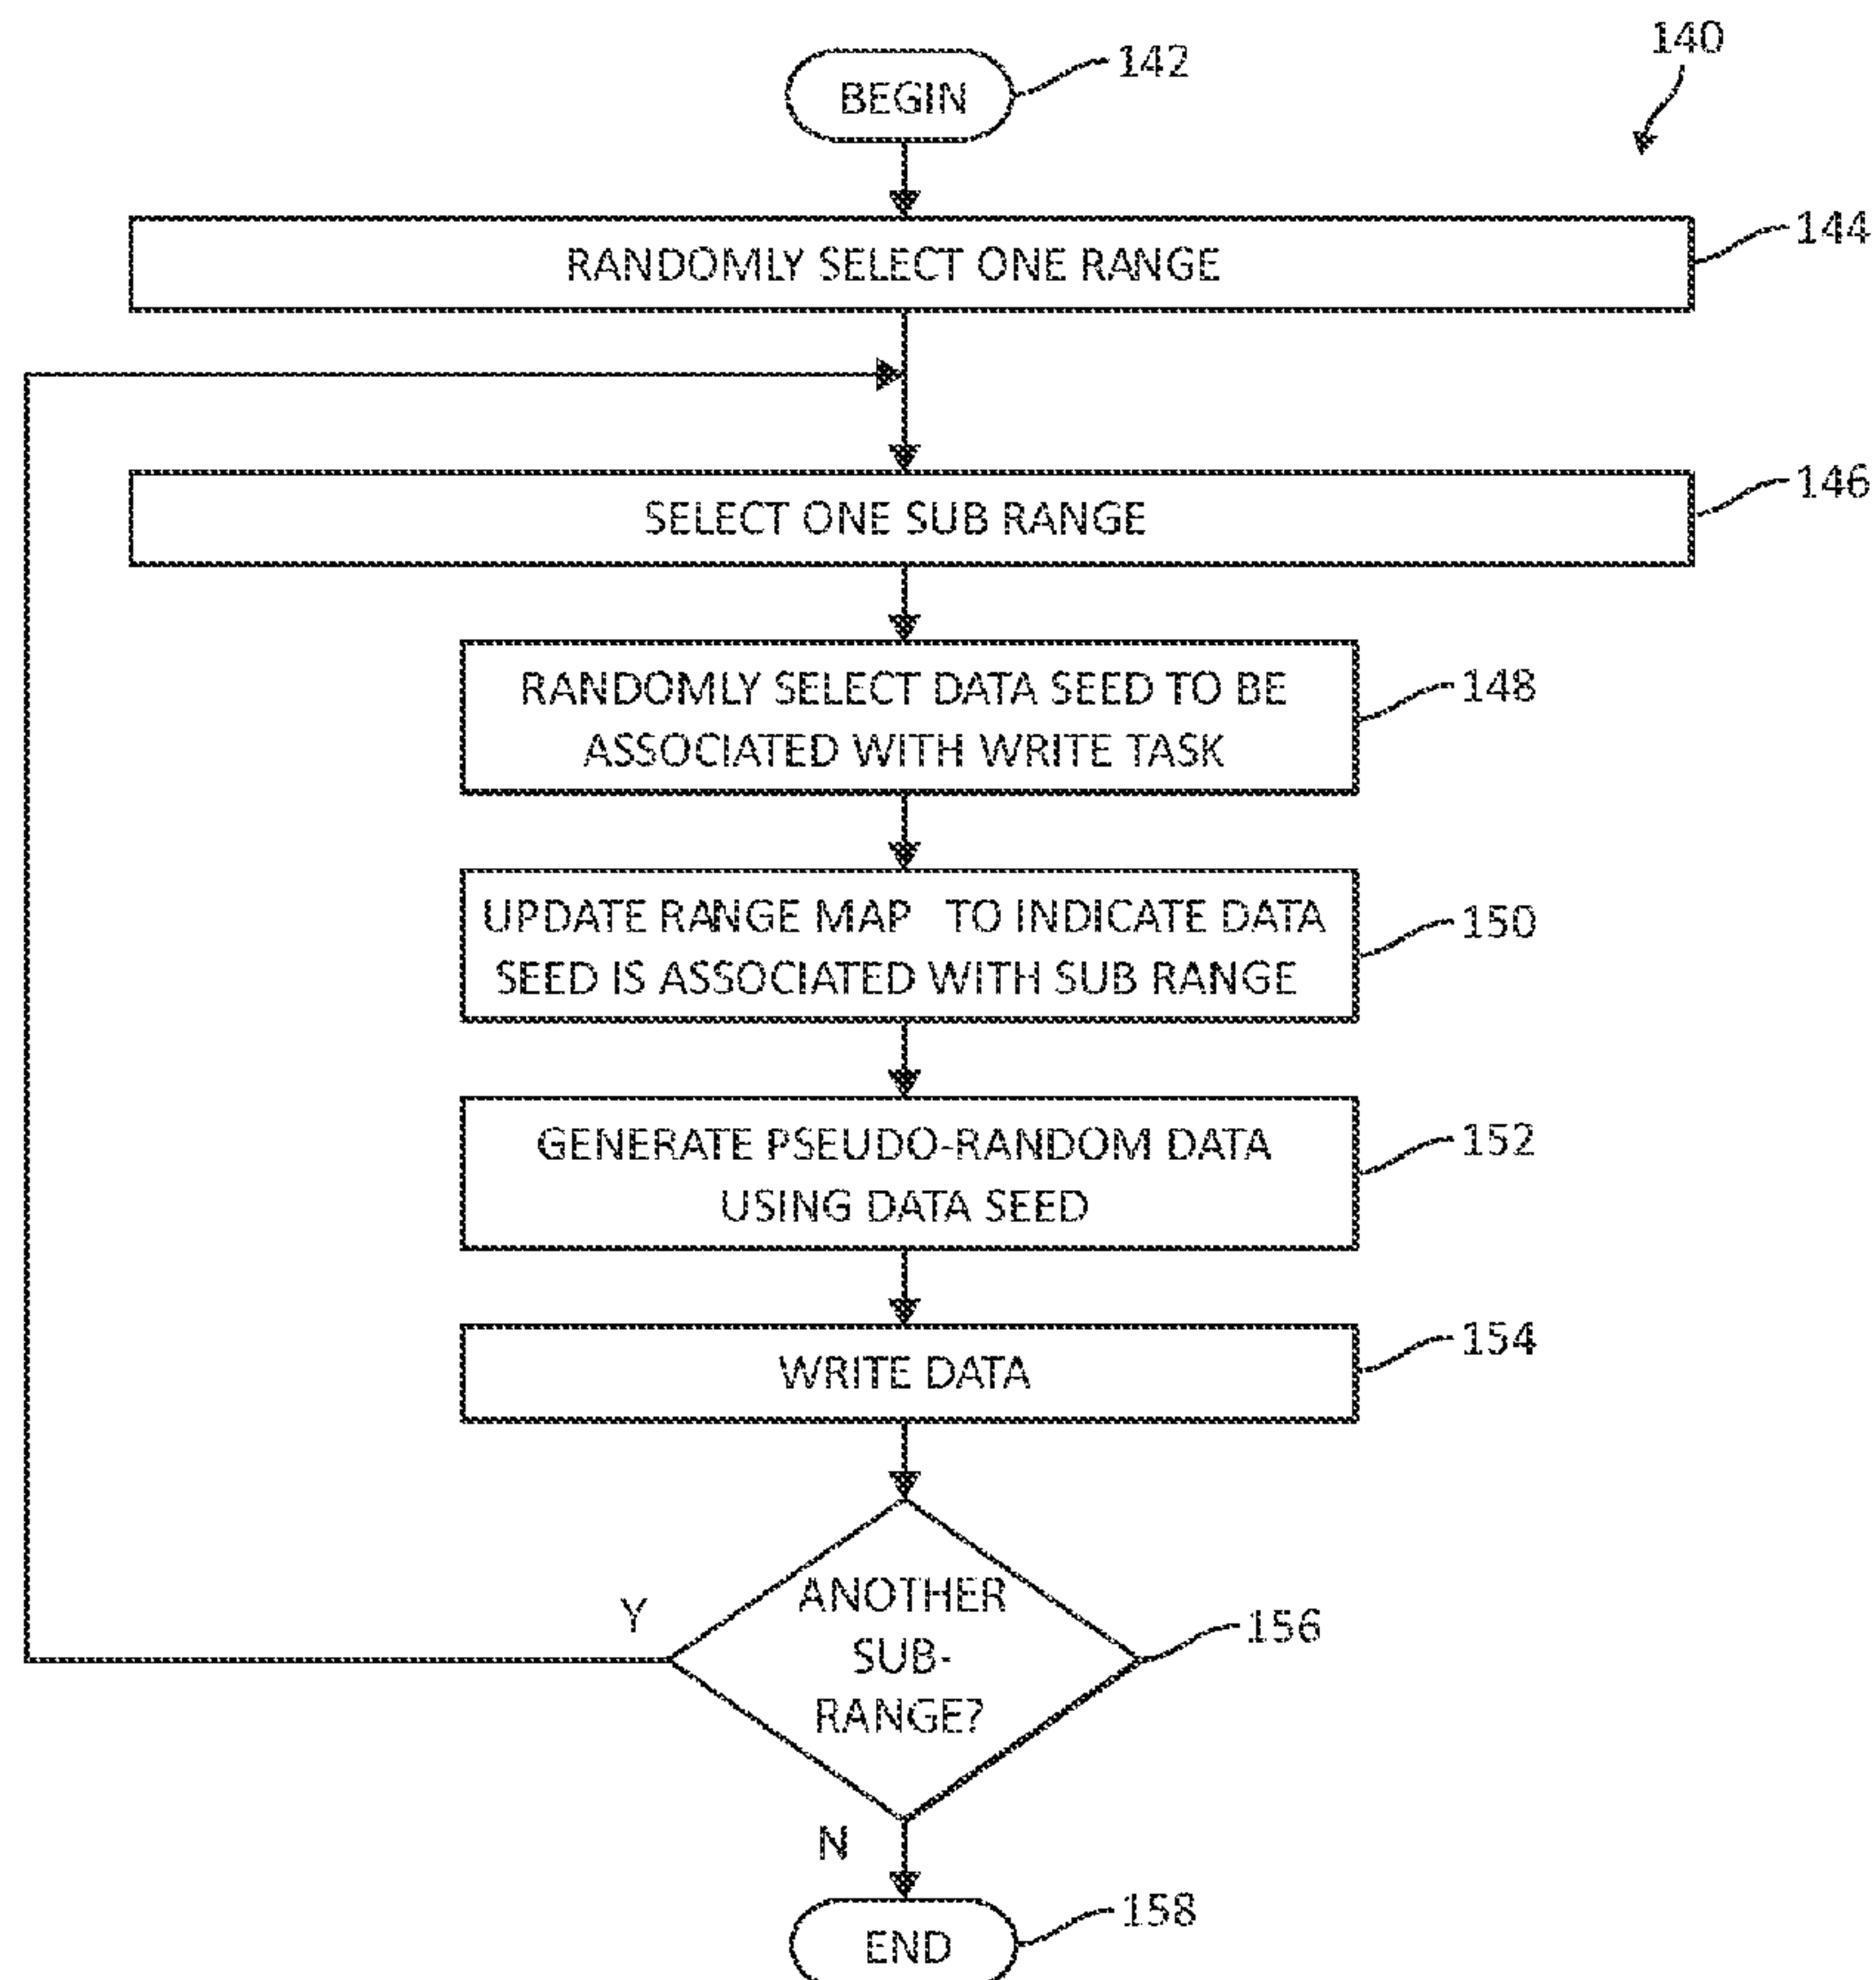 140
BEGIN
142
RANDOMLY SELECT ONE RANGE
144
SELECT ONE SUB RANGE
146
RANDOMLY SELECT DATA SEED TO BE
ASSOCIATED WITH WRITE TASK
148
UPDATE RANGE MAP TO INDICATE DATA
SEED IS ASSOCIATED WITH SUB RANGE
150
GENERATE PSEUDO-RANDOM DATA
USING DATA SEED
152
WRITE DATA
154
ANOTHER
SUB-
RANGE?
156
Y
N
END
158